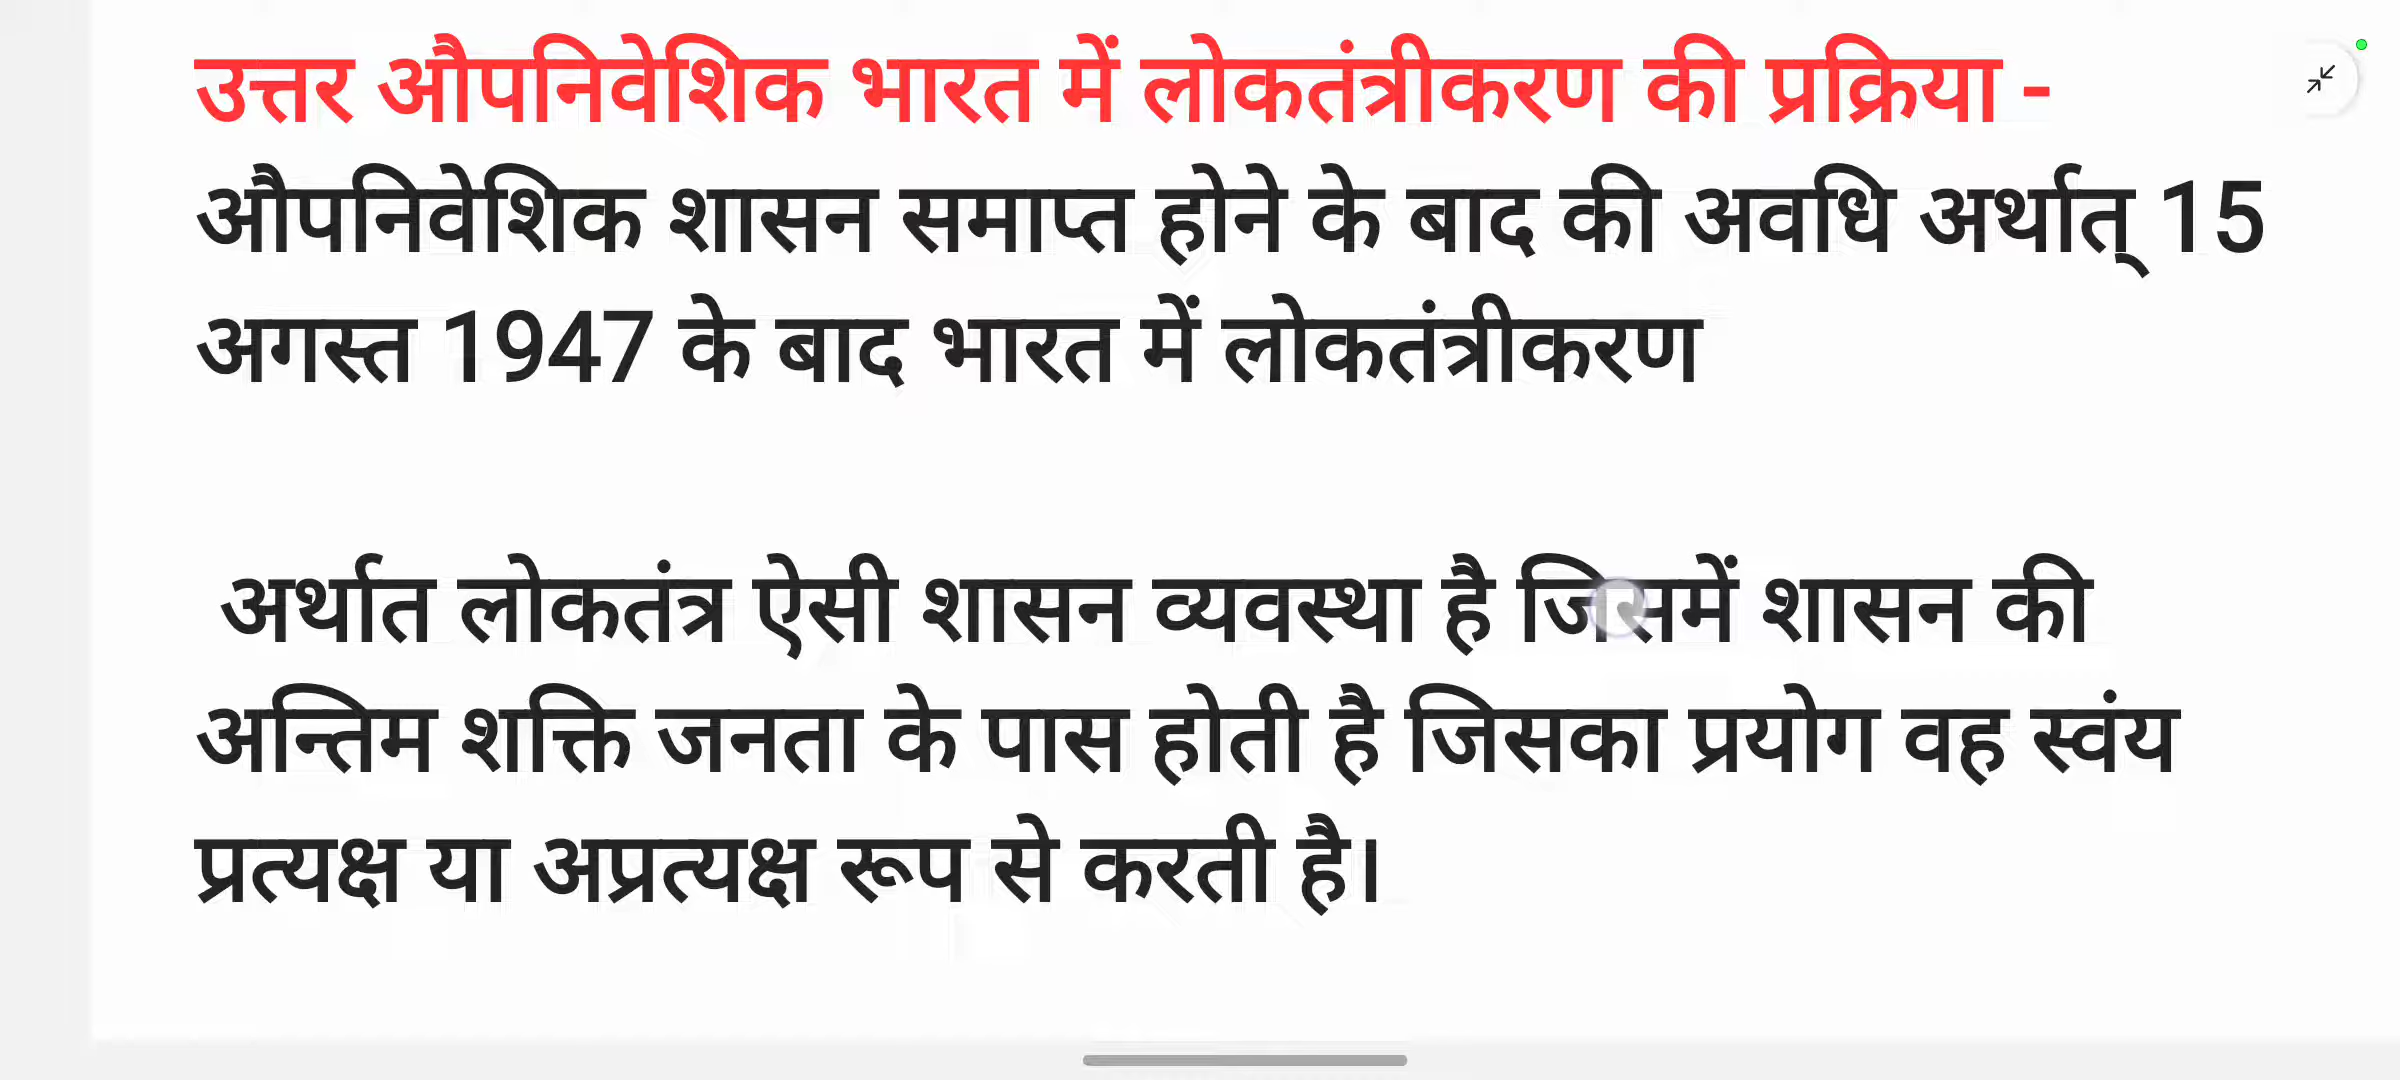 उत्तर औपनिवेशिक भारत में लोकतंत्रीकरण की प्रक्रिया -
औपनिवेशिक शासन समाप्त होने के बाद की अवधि अर्थात् 15
अगस्त 1947 के बाद भारत में लोकतंत्रीकरण
अर्थात लोकतंत्र ऐसी शासन व्यवस्था है जिसमें शासन की
अन्तिम शक्ति जनता के पास होती है जिसका प्रयोग वह स्वंय
प्रत्यक्ष या अप्रत्यक्ष रूप से करती है।